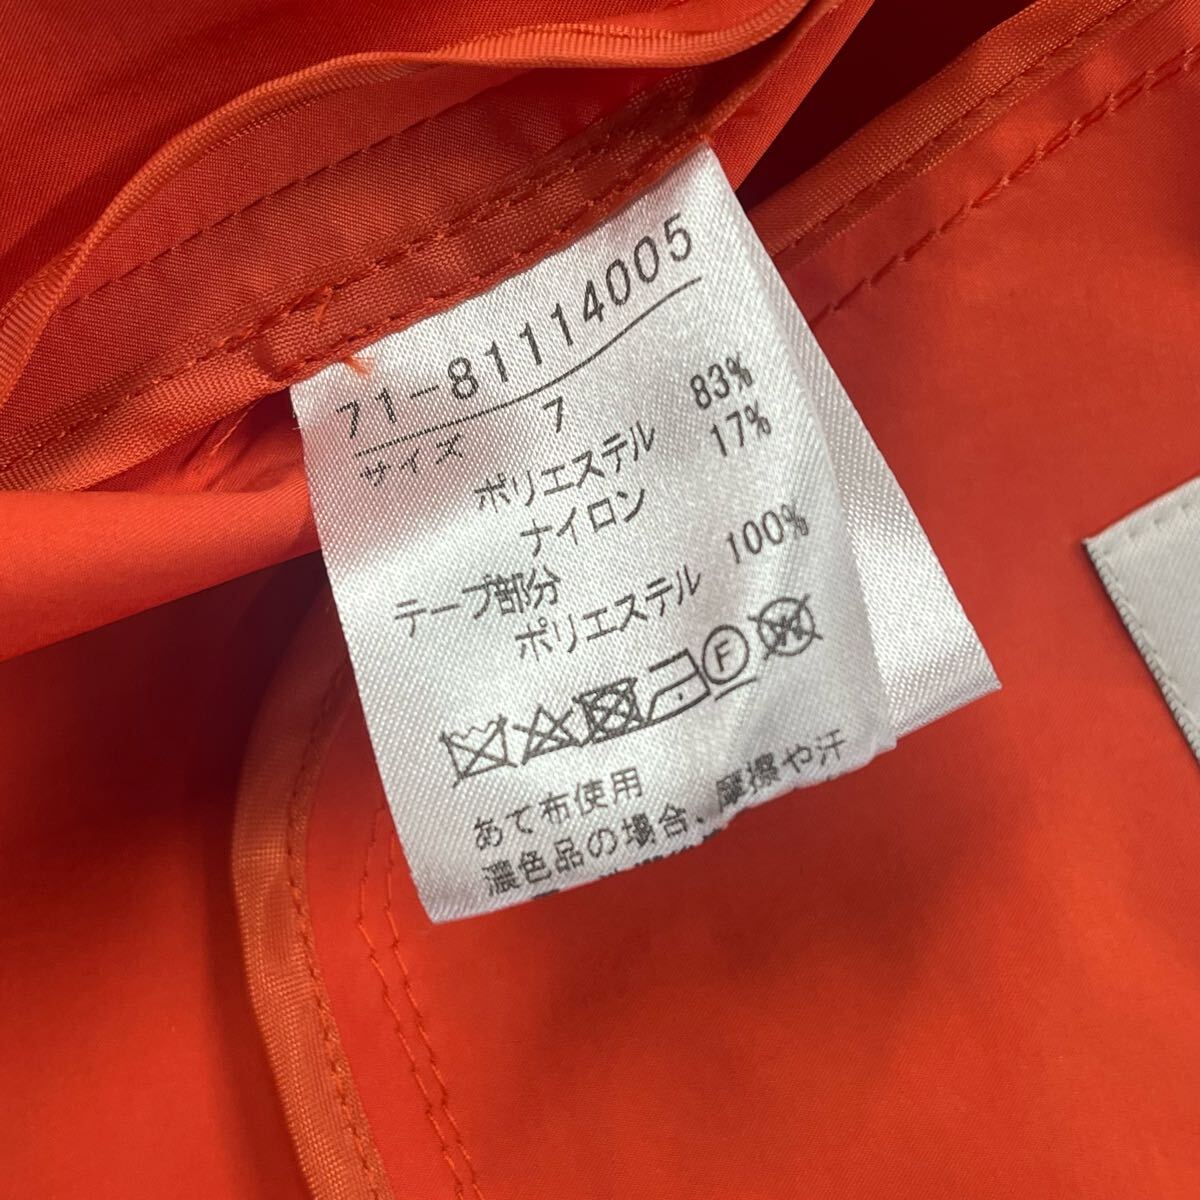 71-81114005
サイズ 7
ポリエステル 83%
ナイロン 17%
テープ部分
ポリエステル 100%
F W
あて布使用
濃色品の場合、摩擦や汗